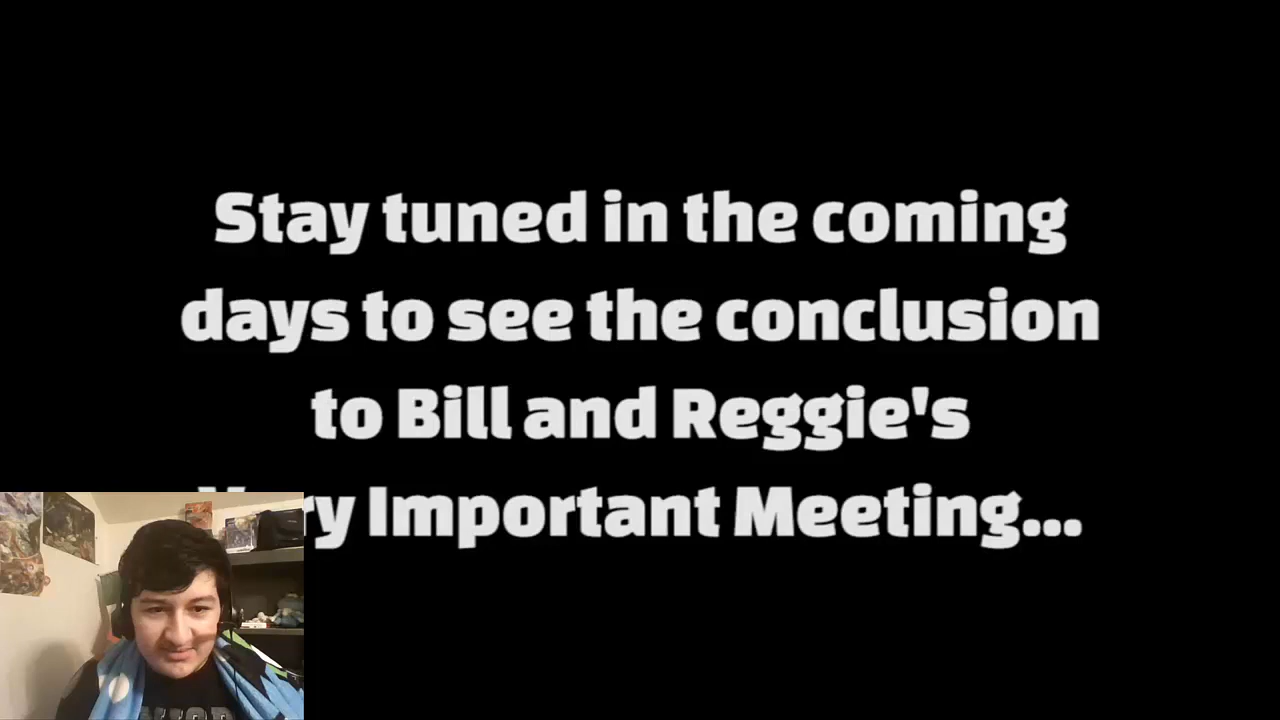 Stay tuned in the coming
days to see the conclusion
to Bill and Reggie's
Important Meeting...